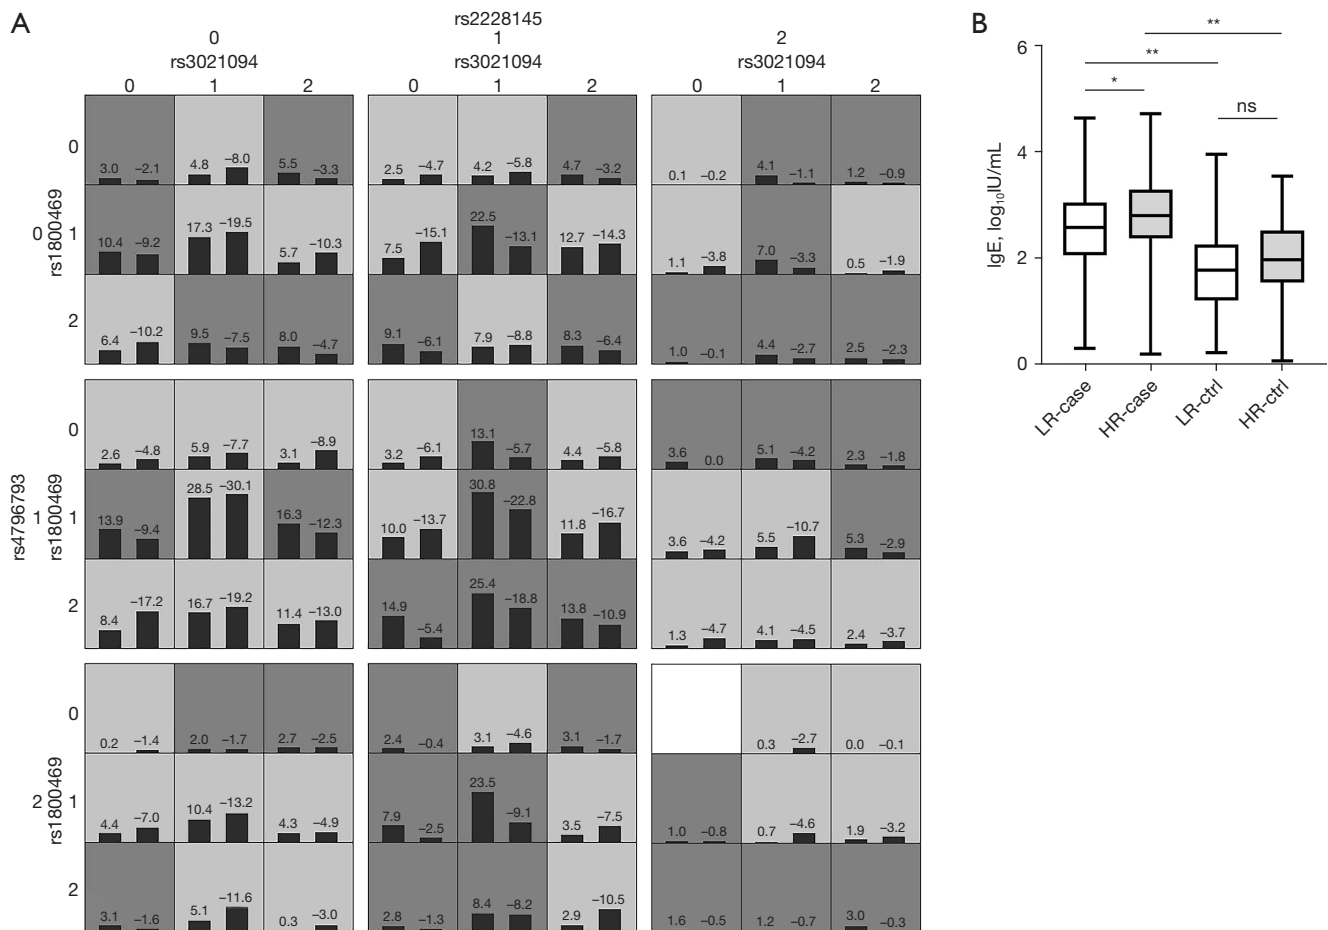 A
rs2228145
0 1 2
rs3021094 rs3021094 rs3021094
0 1 2 0 1 2 0 1 2
rs4796793
0
rs1800469
0
3.0 −2.1 4.8 −8.0 5.5 −3.3 2.5 −4.7 4.2 −5.8 4.7 −3.2 0.1 −0.2 4.1 −1.1 1.2 −0.9
1
10.4 −9.2 17.3 −19.5 5.7 −10.3 7.5 −15.1 22.5 −13.1 12.7 −14.3 1.1 −3.8 7.0 −3.3 0.5 −1.9
2
6.4 −10.2 9.5 −7.5 8.0 −4.7 9.1 −6.1 7.9 −8.8 8.3 −6.4 1.0 −0.1 4.4 −2.7 2.5 −2.3
1
rs1800469
0
2.6 −4.8 5.9 −7.7 3.1 −8.9 3.2 −6.1 13.1 −5.7 4.4 −5.8 3.6 0.0 5.1 −4.2 2.3 −1.8
1
13.9 −9.4 28.5 −30.1 16.3 −12.3 10.0 −13.7 30.8 −22.8 11.8 −16.7 3.6 −4.2 5.5 −10.7 5.3 −2.9
2
8.4 −17.2 16.7 −19.2 11.4 −13.0 14.9 −5.4 25.4 −18.8 13.8 −10.9 1.3 −4.7 4.1 −4.5 2.4 −3.7
2
rs1800469
0
0.2 −1.4 2.0 −1.7 2.7 −2.5 2.4 −0.4 3.1 −4.6 3.1 −1.7 0.3 −2.7 0.0 −0.1
1
4.4 −7.0 10.4 −13.2 4.3 −4.9 7.9 −2.5 23.5 −9.1 3.5 −7.5 1.0 −0.8 0.7 −4.6 1.9 −3.2
2
3.1 −1.6 5.1 −11.6 0.3 −3.0 2.8 −1.3 8.4 −8.2 2.9 −10.5 1.6 −0.5 1.2 −0.7 3.0 −0.3
B
IgE, log₁₀IU/mL
6
4
2
0
**
**
*
ns
LR-case
HR-case
LR-ctrl
HR-ctrl